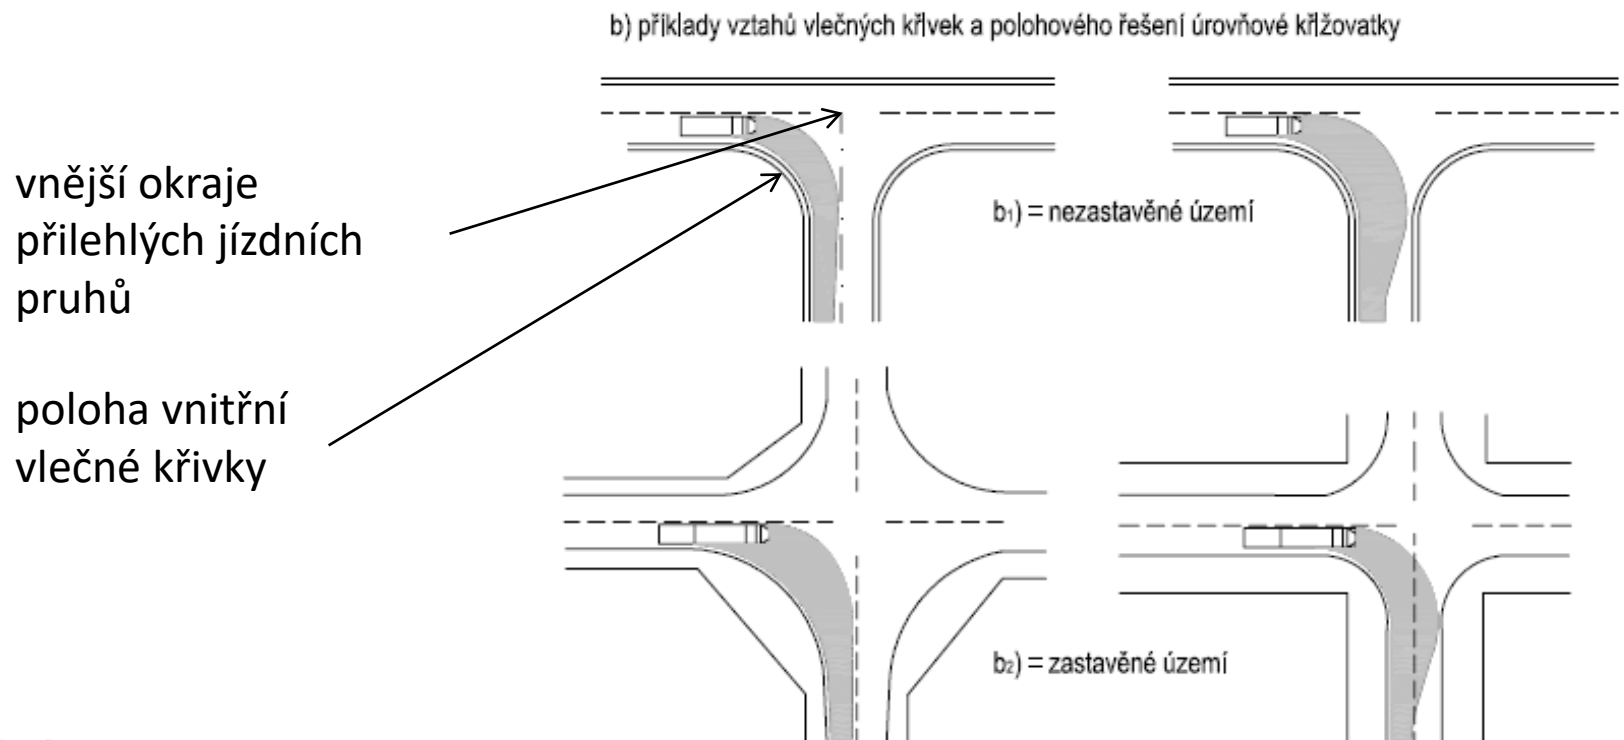 b) příklady vztahů vlečných křivek a polohového řešení úrovňové křižovatky
vnější okraje
přilehlých jízdních
pruhů
b₁) = nezastavěné území
poloha vnitřní
vlečné křivky
b₂) = zastavěné území